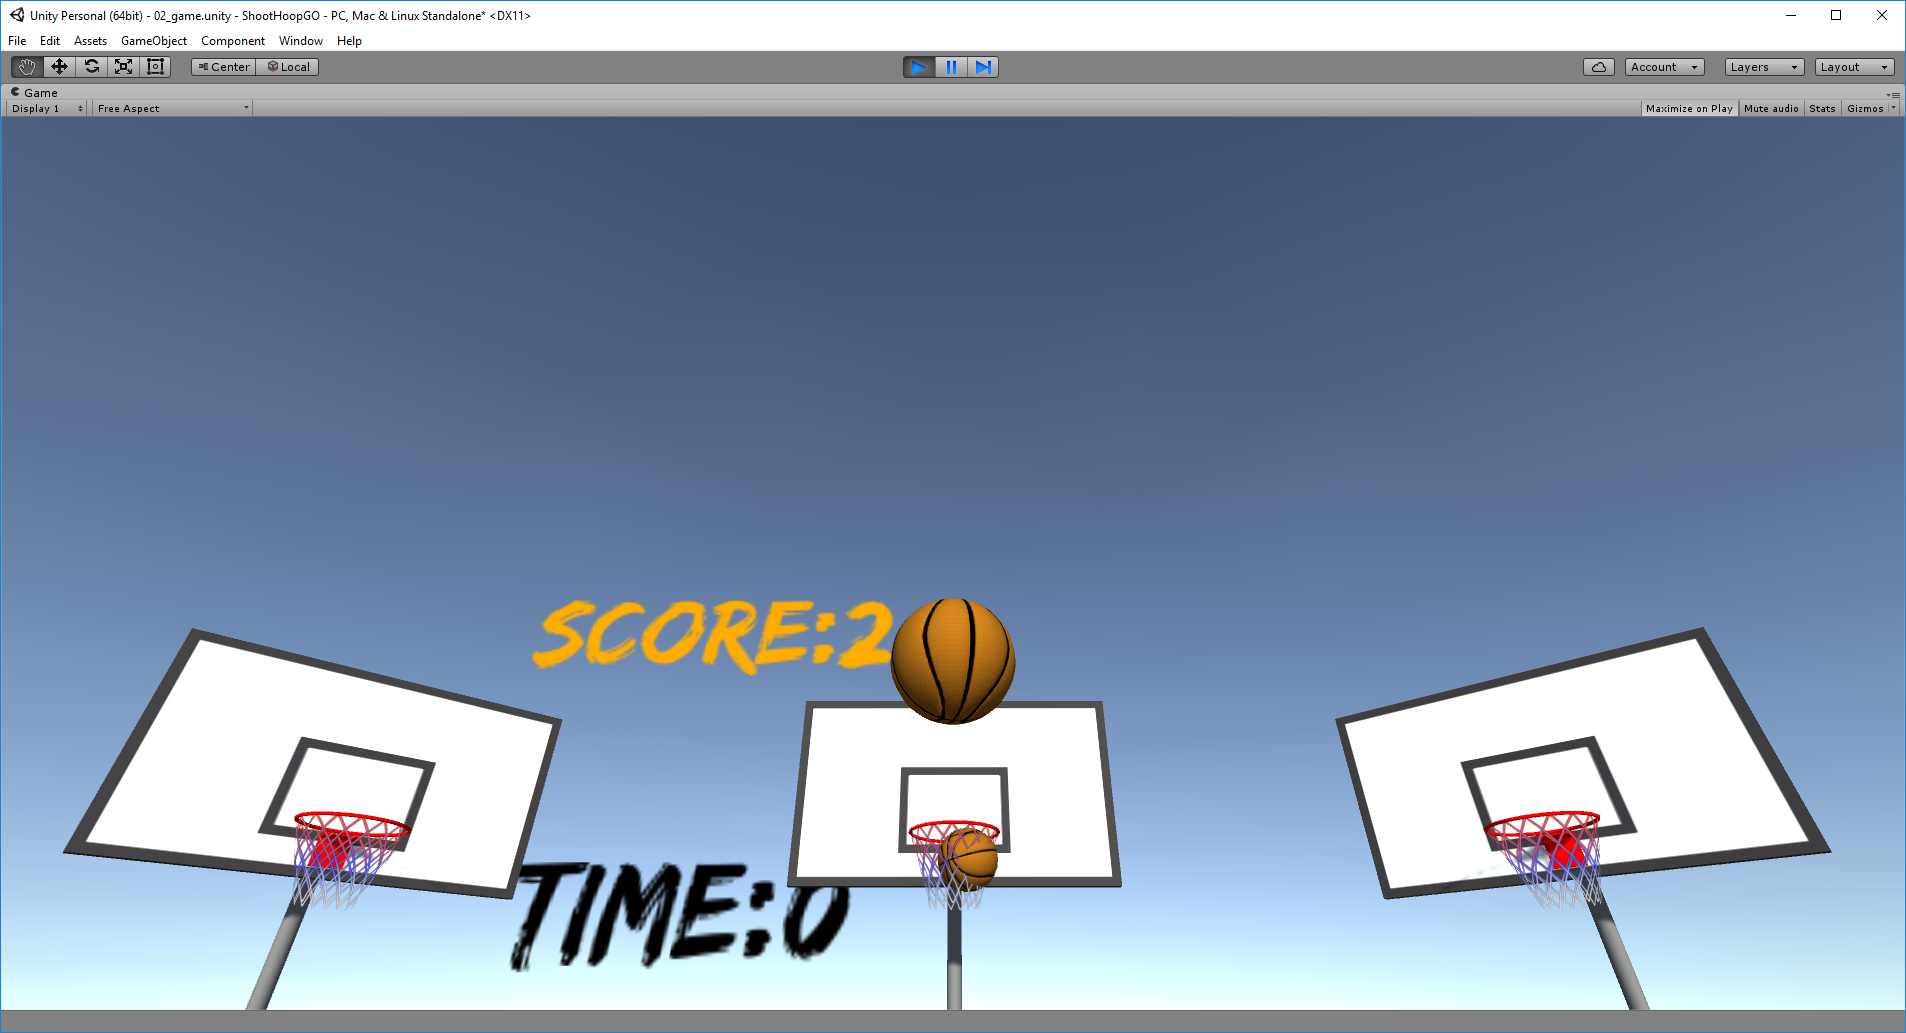 Unity Personal (64bit) - 02_game.unity - ShootHoopGO - PC, Mac & Linux Standalone* <DX11>
File Edit Assets GameObject Component Window Help
Center Local Account Layers Layout
Game
Display 1 Free Aspect Maximize on Play Mute audio Stats Gizmos
SCORE:2
TIME:0